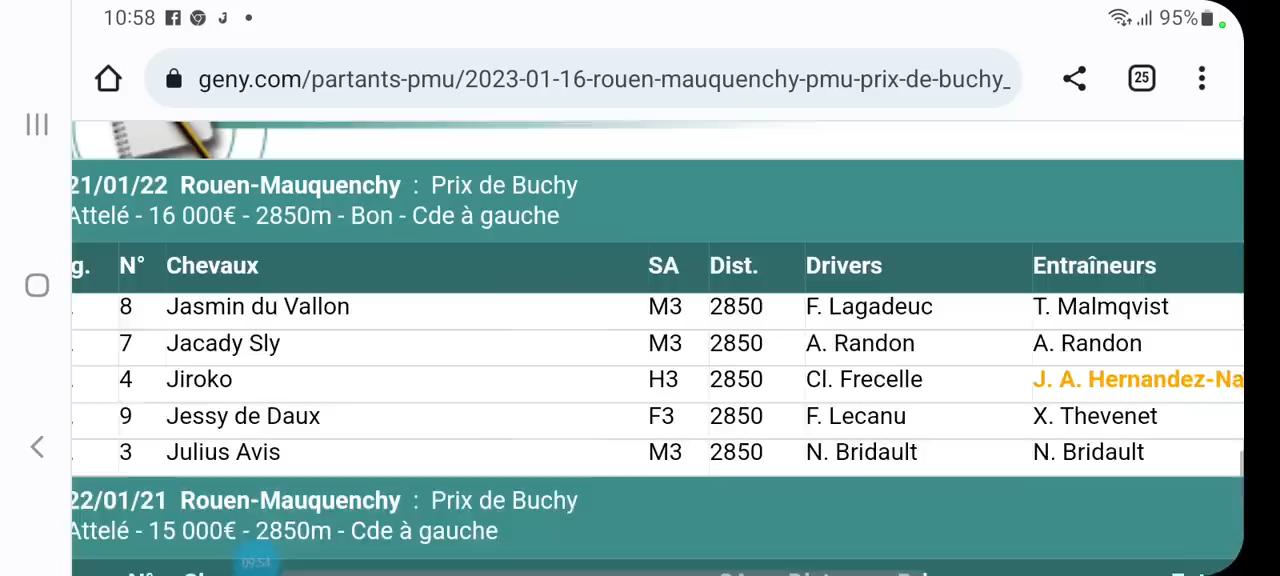 10:58 95%
geny.com/partants-pmu/2023-01-16-rouen-mauquenchy-pmu-prix-de-buchy_
25
21/01/22 Rouen-Mauquenchy : Prix de Buchy
Attelé - 16 000€ - 2850m - Bon - Cde à gauche
g. N° Chevaux SA Dist. Drivers Entraîneurs
8 Jasmin du Vallon M3 2850 F. Lagadeuc T. Malmqvist
7 Jacady Sly M3 2850 A. Randon A. Randon
4 Jiroko H3 2850 Cl. Frecelle J. A. Hernandez-Na
9 Jessy de Daux F3 2850 F. Lecanu X. Thevenet
3 Julius Avis M3 2850 N. Bridault N. Bridault
22/01/21 Rouen-Mauquenchy : Prix de Buchy
Attelé - 15 000€ - 2850m - Cde à gauche
09:54